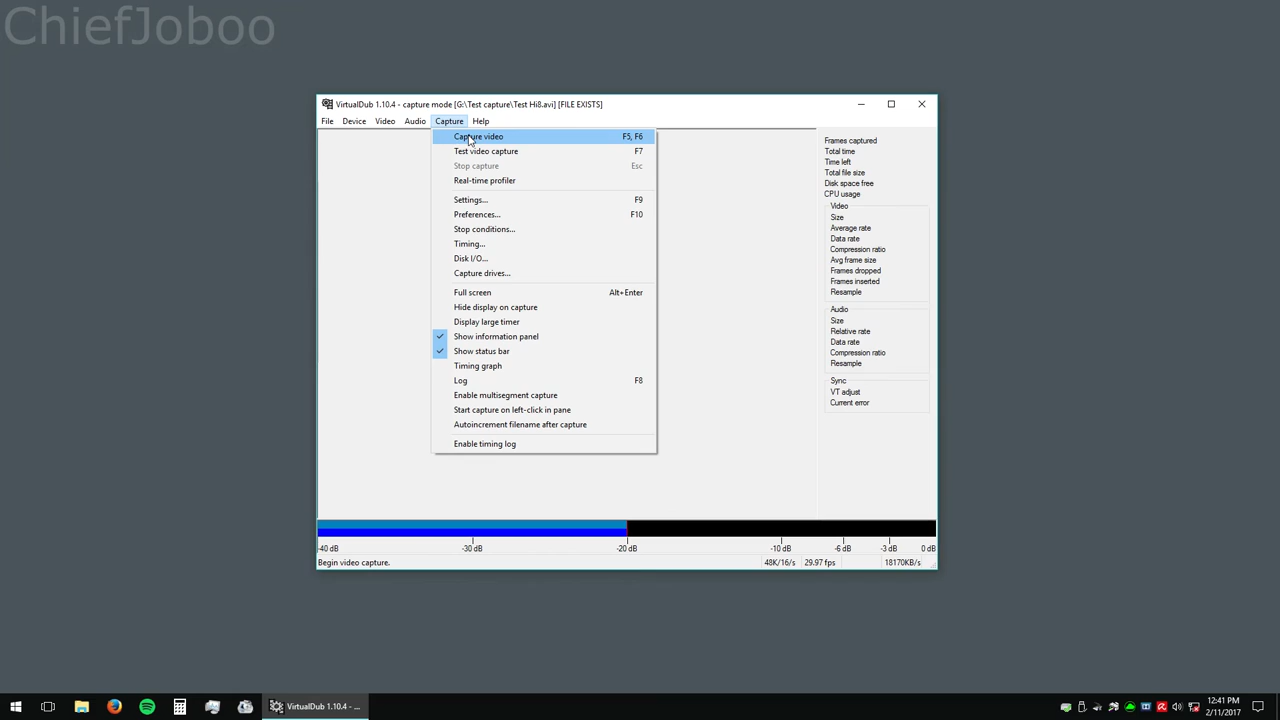 ChiefJoboo
VirtualDub 1.10.4 - capture mode [G:\Test capture\Test Hi8.avi] [FILE EXISTS]
File Device Video Audio Capture Help
Capture video F5, F6
Test video capture F7
Stop capture Esc
Real-time profiler
Settings... F9
Preferences... F10
Stop conditions...
Timing...
Disk I/O...
Capture drives...
Full screen Alt+Enter
Hide display on capture
Display large timer
Show information panel
Show status bar
Timing graph
Log F8
Enable multisegment capture
Start capture on left-click in pane
Autoincrement filename after capture
Enable timing log
Frames captured
Total time
Time left
Total file size
Disk space free
CPU usage
Video
Size
Average rate
Data rate
Compression ratio
Avg frame size
Frames dropped
Frames inserted
Resample
Audio
Size
Relative rate
Data rate
Compression ratio
Resample
Sync
VT adjust
Current error
-40 dB -30 dB -20 dB -10 dB -6 dB -3 dB 0 dB
Begin video capture. 48K/16/s 29.97 fps 18170KB/s
VirtualDub 1.10.4 - ...
12:41 PM
2/11/2017